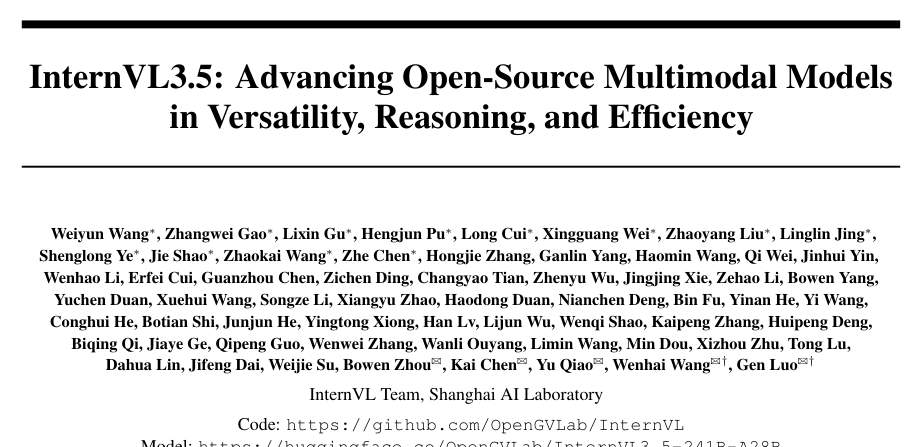 InternVL3.5: Advancing Open-Source Multimodal Models
in Versatility, Reasoning, and Efficiency
Weiyun Wang*, Zhangwei Gao*, Lixin Gu*, Hengjun Pu*, Long Cui*, Xingguang Wei*, Zhaoyang Liu*, Linglin Jing*,
Shenglong Ye*, Jie Shao*, Zhaokai Wang*, Zhe Chen*, Hongjie Zhang, Ganlin Yang, Haomin Wang, Qi Wei, Jinhui Yin,
Wenhao Li, Erfei Cui, Guanzhou Chen, Zichen Ding, Changyao Tian, Zhenyu Wu, Jingjing Xie, Zehao Li, Bowen Yang,
Yuchen Duan, Xuehui Wang, Songze Li, Xiangyu Zhao, Haodong Duan, Nianchen Deng, Bin Fu, Yinan He, Yi Wang,
Conghui He, Botian Shi, Junjun He, Yingtong Xiong, Han Lv, Lijun Wu, Wenqi Shao, Kaipeng Zhang, Huipeng Deng,
Biqing Qi, Jiaye Ge, Qipeng Guo, Wenwei Zhang, Wanli Ouyang, Limin Wang, Min Dou, Xizhou Zhu, Tong Lu,
Dahua Lin, Jifeng Dai, Weijie Su, Bowen Zhou✉, Kai Chen✉, Yu Qiao✉, Wenhai Wang✉†, Gen Luo✉†
InternVL Team, Shanghai AI Laboratory
Code: https://github.com/OpenGVLab/InternVL
Model: https://huggingface.co/OpenGVLab/InternVL3_5-241B-A28B